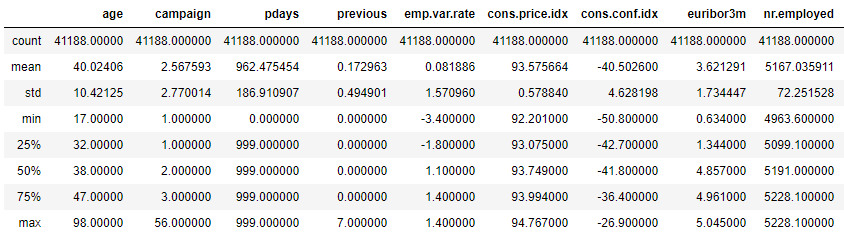 age campaign pdays previous emp.var.rate cons.price.idx cons.conf.idx euribor3m nr.employed
count 41188.00000 41188.000000 41188.000000 41188.000000 41188.000000 41188.000000 41188.000000 41188.000000 41188.000000
mean 40.02406 2.567593 962.475454 0.172963 0.081886 93.575664 -40.502600 3.621291 5167.035911
std 10.42125 2.770014 186.910907 0.494901 1.570960 0.578840 4.628198 1.734447 72.251528
min 17.00000 1.000000 0.000000 0.000000 -3.400000 92.201000 -50.800000 0.634000 4963.600000
25% 32.00000 1.000000 999.000000 0.000000 -1.800000 93.075000 -42.700000 1.344000 5099.100000
50% 38.00000 2.000000 999.000000 0.000000 1.100000 93.749000 -41.800000 4.857000 5191.000000
75% 47.00000 3.000000 999.000000 0.000000 1.400000 93.994000 -36.400000 4.961000 5228.100000
max 98.00000 56.000000 999.000000 7.000000 1.400000 94.767000 -26.900000 5.045000 5228.100000